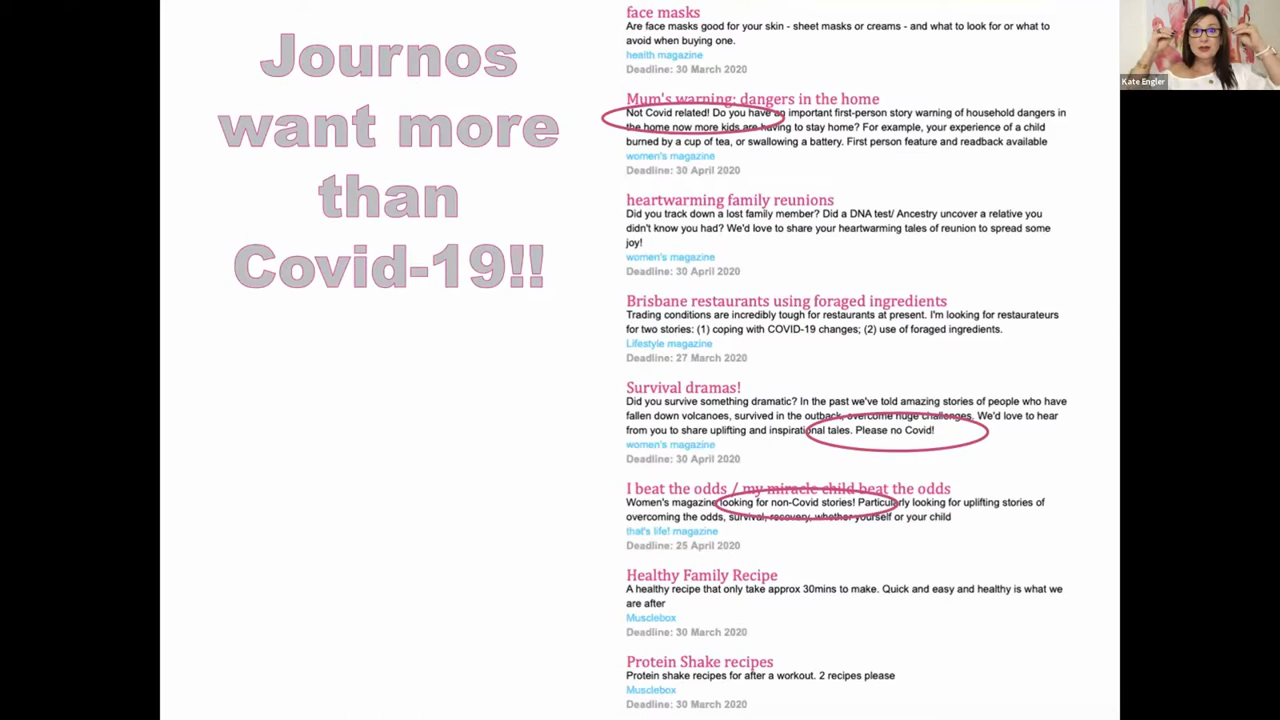 Journos
want more
than
Covid-19!!
face masks
Are face masks good for your skin - sheet masks or creams - and what to look for or what to
avoid when buying one.
health magazine
Deadline: 30 March 2020
Mum's warning: dangers in the home
Not Covid related! Do you have an important first-person story warning of household dangers in
the home now more kids are having to stay home? For example, your experience of a child
burned by a cup of tea, or swallowing a battery. First person feature and readback available
women's magazine
Deadline: 30 April 2020
heartwarming family reunions
Did you track down a lost family member? Did a DNA test/ Ancestry uncover a relative you
didn't know you had? We'd love to share your heartwarming tales of reunion to spread some
joy!
women's magazine
Deadline: 30 April 2020
Brisbane restaurants using foraged ingredients
Trading conditions are incredibly tough for restaurants at present. I'm looking for restaurateurs
for two stories: (1) coping with COVID-19 changes; (2) use of foraged ingredients.
Lifestyle magazine
Deadline: 27 March 2020
Survival dramas!
Did you survive something dramatic? In the past we've told amazing stories of people who have
fallen down volcanoes, survived in the outback, overcome huge challenges. We'd love to hear
from you to share uplifting and inspirational tales. Please no Covid!
women's magazine
Deadline: 30 April 2020
I beat the odds / my miracle child beat the odds
Women's magazine looking for non-Covid stories! Particularly looking for uplifting stories of
overcoming the odds, survival, recovery, whether yourself or your child
that's life! magazine
Deadline: 25 April 2020
Healthy Family Recipe
A healthy recipe that only take approx 30mins to make. Quick and easy and healthy is what we
are after
Musclebox
Deadline: 30 March 2020
Protein Shake recipes
Protein shake recipes for after a workout. 2 recipes please
Musclebox
Deadline: 30 March 2020
Kate Engler